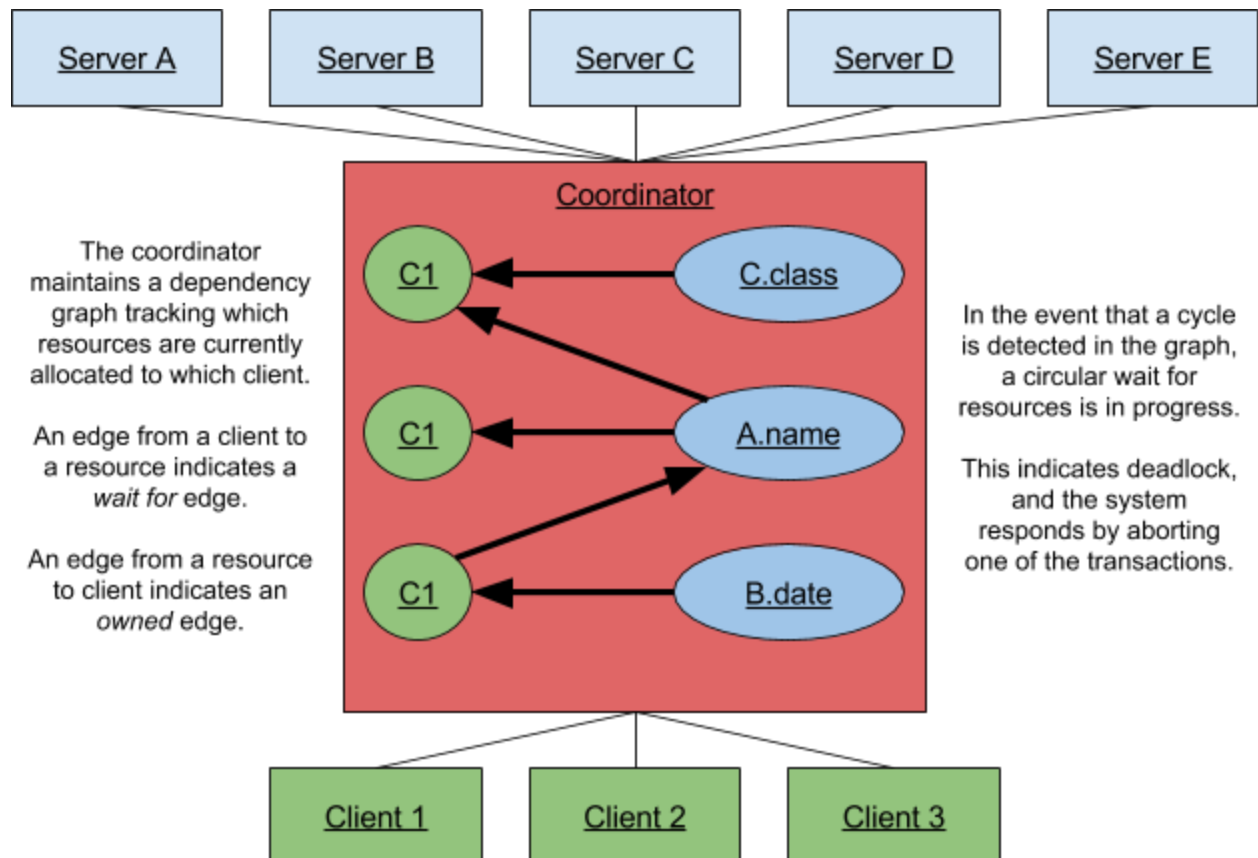 Server A
Server B
Server C
Server D
Server E
Coordinator
The coordinator
maintains a dependency
graph tracking which
resources are currently
allocated to which client.
An edge from a client to
a resource indicates a
wait for edge.
An edge from a resource
to client indicates an
owned edge.
C1
C.class
C1
A.name
C1
B.date
In the event that a cycle
is detected in the graph,
a circular wait for
resources is in progress.
This indicates deadlock,
and the system
responds by aborting
one of the transactions.
Client 1
Client 2
Client 3